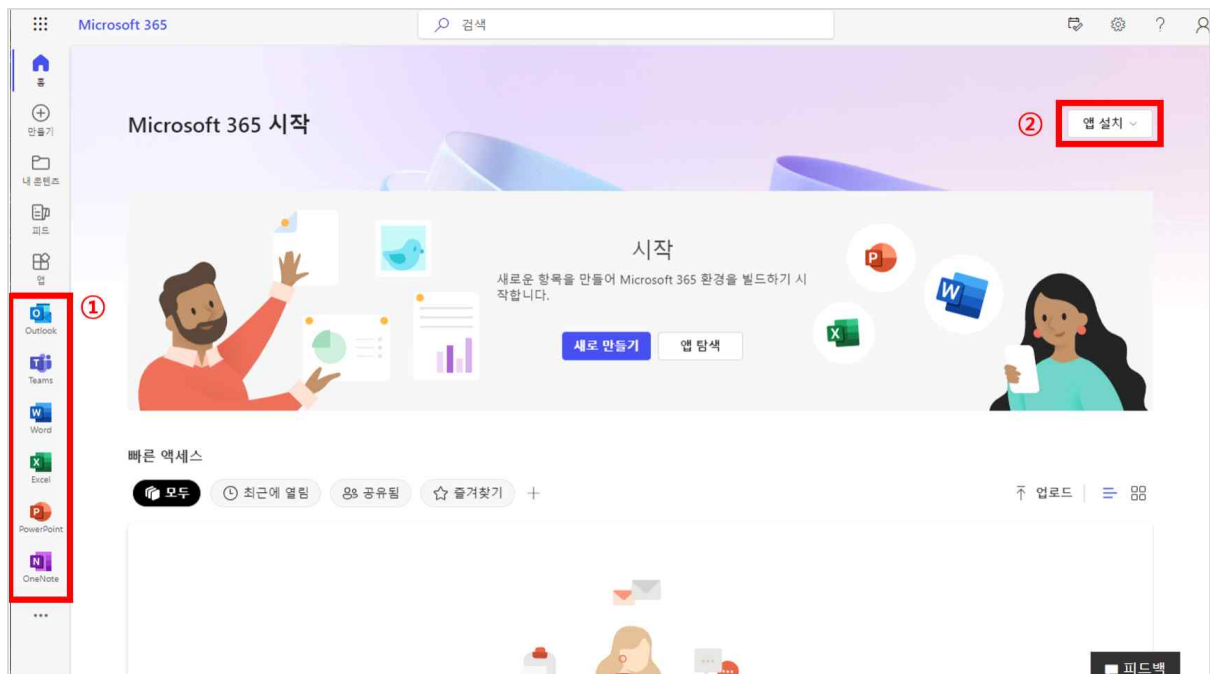 Microsoft 365
검색
홈
만들기
내 콘텐츠
피드
앱
Outlook
Teams
Word
Excel
PowerPoint
OneNote
①
Microsoft 365 시작
②
앱 설치
시작
새로운 항목을 만들어 Microsoft 365 환경을 빌드하기 시
작합니다.
새로 만들기
앱 탐색
빠른 액세스
모두
최근에 열림
공유됨
즐겨찾기
업로드
피드백